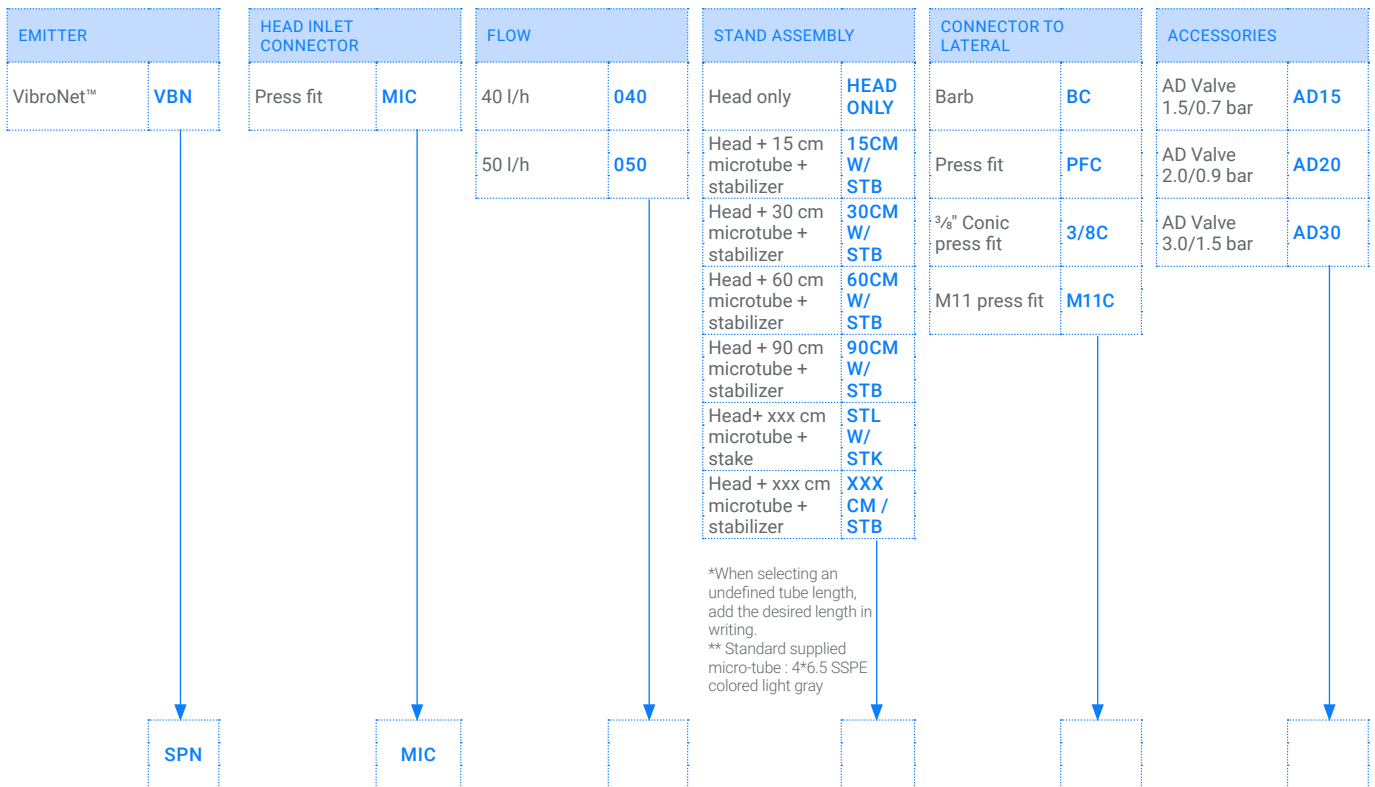 EMITTER
VibroNet™
VBN
HEAD INLET
CONNECTOR
Press fit
MIC
FLOW
40 l/h
040
50 l/h
050
STAND ASSEMBLY
Head only
HEAD
ONLY
Head + 15 cm
microtube +
stabilizer
15CM
W/
STB
Head + 30 cm
microtube +
stabilizer
30CM
W/
STB
Head + 60 cm
microtube +
stabilizer
60CM
W/
STB
Head + 90 cm
microtube +
stabilizer
90CM
W/
STB
Head+ xxx cm
microtube +
stake
STL
W/
STK
Head + xxx cm
microtube +
stabilizer
XXX
CM /
STB
*When selecting an
undefined tube length,
add the desired length in
writing.
** Standard supplied
micro-tube : 4*6.5 SSPE
colored light gray
CONNECTOR TO
LATERAL
Barb
BC
Press fit
PFC
³⁄₈" Conic
press fit
3/8C
M11 press fit
M11C
ACCESSORIES
AD Valve
1.5/0.7 bar
AD15
AD Valve
2.0/0.9 bar
AD20
AD Valve
3.0/1.5 bar
AD30
SPN
MIC